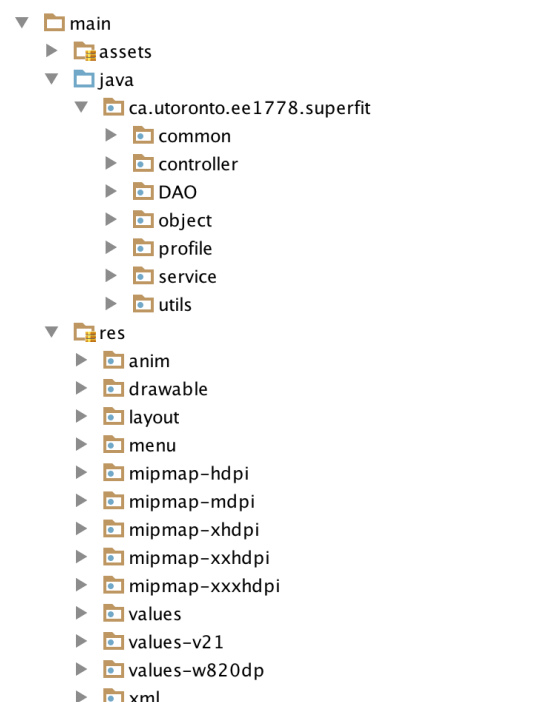 main
assets
java
ca.utoronto.ee1778.superfit
common
controller
DAO
object
profile
service
utils
res
anim
drawable
layout
menu
mipmap-hdpi
mipmap-mdpi
mipmap-xhdpi
mipmap-xxhdpi
mipmap-xxxhdpi
values
values-v21
values-w820dp
xml